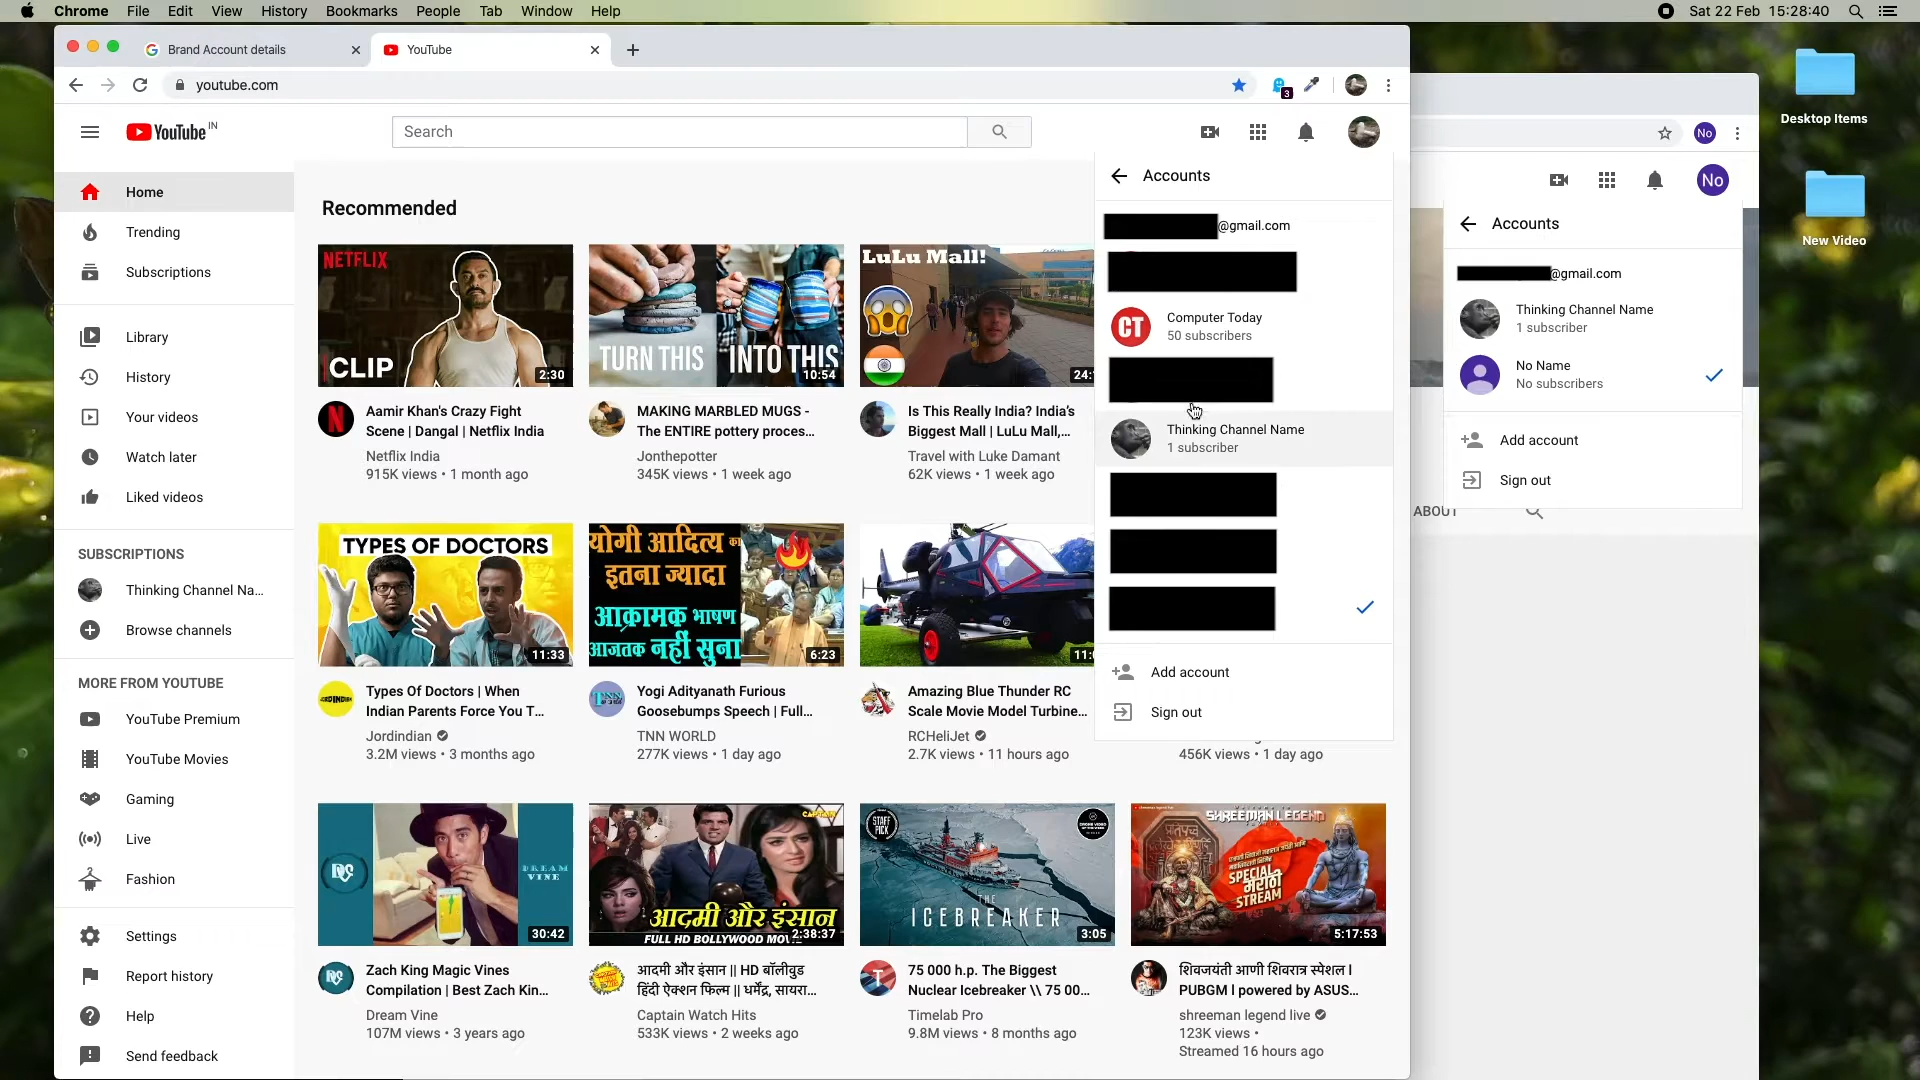 Chrome File Edit View History Bookmarks People Tab Window Help
Sat 22 Feb 15:28:40
Brand Account details
YouTube
youtube.com
3
No
YouTube IN
Search
No
Home
Trending
Subscriptions
Library
History
Your videos
Watch later
Liked videos
SUBSCRIPTIONS
Thinking Channel Na...
Browse channels
MORE FROM YOUTUBE
YouTube Premium
YouTube Movies
Gaming
Live
Fashion
Settings
Report history
Help
Send feedback
Recommended
NETFLIX
CLIP
2:30
Aamir Khan's Crazy Fight
Scene | Dangal | Netflix India
Netflix India
915K views • 1 month ago
TURN THIS INTO THIS
10:54
MAKING MARBLED MUGS -
The ENTIRE pottery proces...
Jonthepotter
345K views • 1 week ago
LuLu Mall!
24:
Is This Really India? India's
Biggest Mall | LuLu Mall,...
Travel with Luke Damant
62K views • 1 week ago
TYPES OF DOCTORS
11:33
Types Of Doctors | When
Indian Parents Force You T...
Jordindian
3.2M views • 3 months ago
योगी आदित्य का
इतना ज्यादा
आक्रामक भाषण
आजतक नहीं सुना
6:23
TNN
Yogi Adityanath Furious
Goosebumps Speech | Full...
TNN WORLD
277K views • 1 day ago
11:
Amazing Blue Thunder RC
Scale Movie Model Turbine...
RCHeliJet
2.7K views • 11 hours ago
456K views • 1 day ago
DREAM
VINE
30:42
Zach King Magic Vines
Compilation | Best Zach Kin...
Dream Vine
107M views • 3 years ago
CAPTAIN
आदमी और इंसान
FULL HD BOLLYWOOD MOV
2:38:37
आदमी और इंसान || HD बॉलीवुड
हिंदी ऐक्शन फिल्म || धर्मेंद्र, सायरा...
Captain Watch Hits
533K views • 2 weeks ago
STAFF
PICK
THE
ICEBREAKER
3:05
75 000 h.p. The Biggest
Nuclear Icebreaker \\ 75 00...
Timelab Pro
9.8M views • 8 months ago
SHREEMAN LEGEND
SPECIAL
मराठी
STREAM
5:17:53
शिवजयंती आणी शिवरात्र स्पेशल I
PUBGM I powered by ASUS...
shreeman legend live
123K views •
Streamed 16 hours ago
Accounts
@gmail.com
CT
Computer Today
50 subscribers
Thinking Channel Name
1 subscriber
Add account
Sign out
Accounts
@gmail.com
Thinking Channel Name
1 subscriber
No Name
No subscribers
Add account
Sign out
ABOUT
Desktop Items
New Video